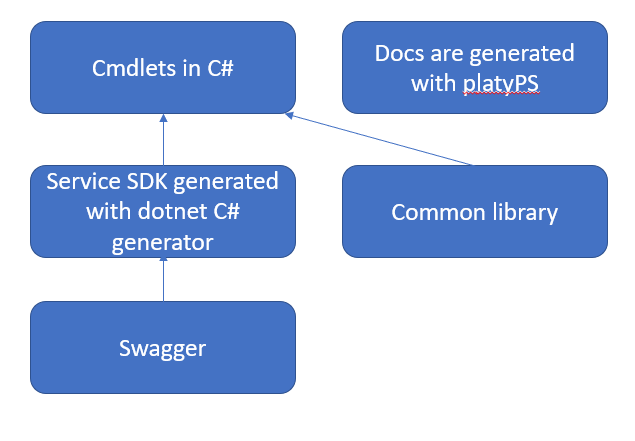 Cmdlets in C#
Docs are generated
with platyPS
Service SDK generated
with dotnet C#
generator
Common library
Swagger